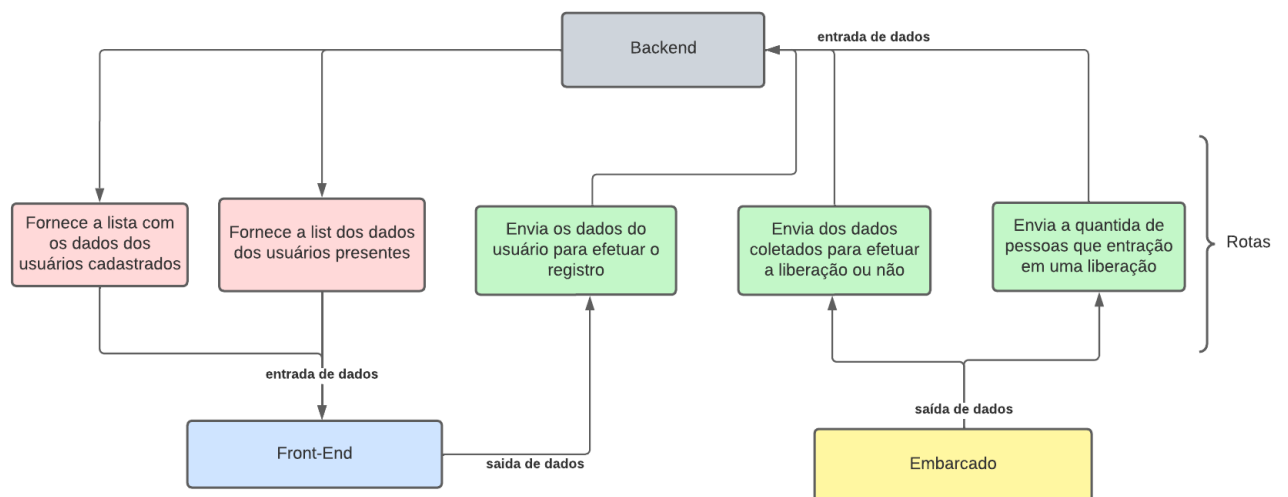 entrada de dados
Backend
Fornece a lista com
os dados dos
usuários cadastrados
Fornece a list dos dados
dos usuários presentes
Envia os dados do
usuário para efetuar o
registro
Envia dos dados
coletados para efetuar
a liberação ou não
Envia a quantida de
pessoas que entração
em uma liberação
Rotas
entrada de dados
saída de dados
Front-End
saida de dados
Embarcado